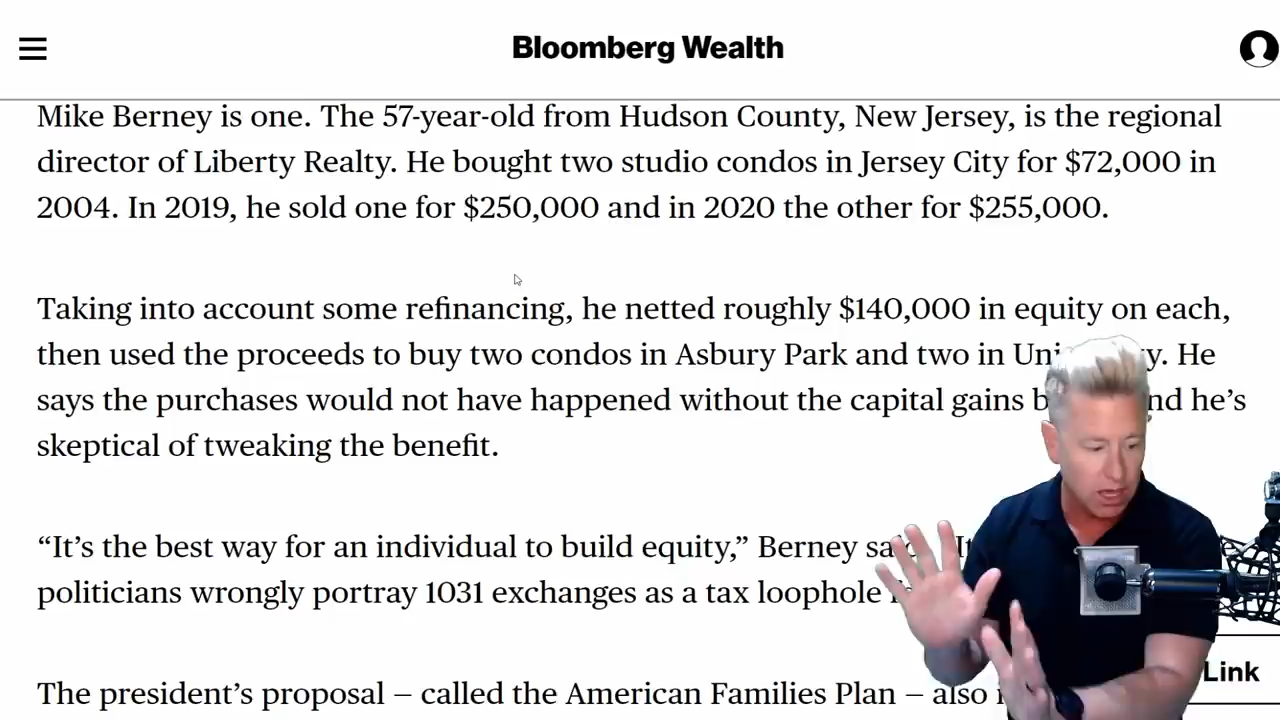 Bloomberg Wealth
Mike Berney is one. The 57-year-old from Hudson County, New Jersey, is the regional
director of Liberty Realty. He bought two studio condos in Jersey City for $72,000 in
2004. In 2019, he sold one for $250,000 and in 2020 the other for $255,000.
Taking into account some refinancing, he netted roughly $140,000 in equity on each,
then used the proceeds to buy two condos in Asbury Park and two in He
says the purchases would not have happened without the capital gains he’s
skeptical of tweaking the benefit.
“It’s the best way for an individual to build equity,” Berney
politicians wrongly portray 1031 exchanges as a tax loophole
Link
The president’s proposal — called the American Families Plan — also